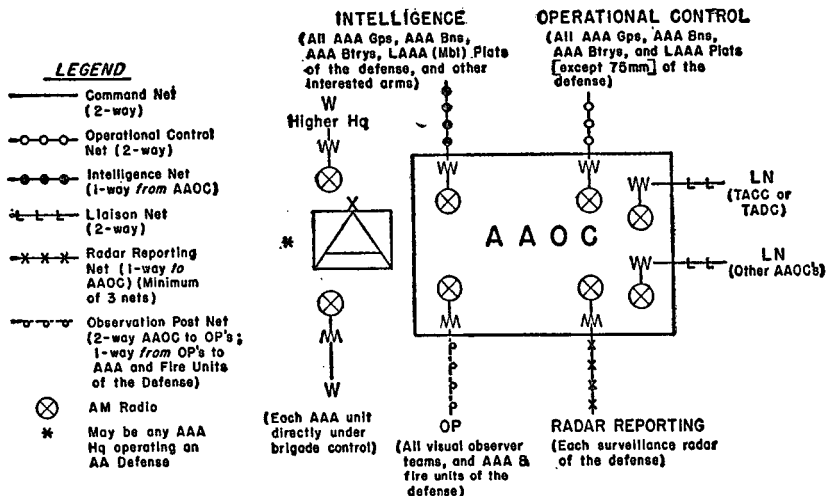 INTELLIGENCE
(All AAA Gps, AAA Bns,
AAA Btrys, LAAA (Mbl) Plats
of the defense, and other
interested arms)
OPERATIONAL CONTROL
(All AAA Gps, AAA Bns,
AAA Btrys, and LAAA Plats
[except 75mm] of the
defense)
LEGEND
Command Net
(2-way)
Operational Control
Net (2-way)
Intelligence Net
(1-way from AAOC)
Liaison Net
(2-way)
Radar Reporting
Net (1-way to
AAOC) (Minimum
of 3 nets)
Observation Post Net
(2-way AAOC to OP's;
1-way from OP's to
AAA and Fire Units
of the Defense)
AM Radio
* May be any AAA
Hq operating an
AA Defense
W
Higher Hq
X
*
W
(Each AAA unit
directly under
brigade control)
AAOC
LN
(TACC or
TADC)
LN
(Other AAOC's)
OP
(All visual observer
teams, and AAA &
fire units of the
defense)
RADAR REPORTING
(Each surveillance radar
of the defense)